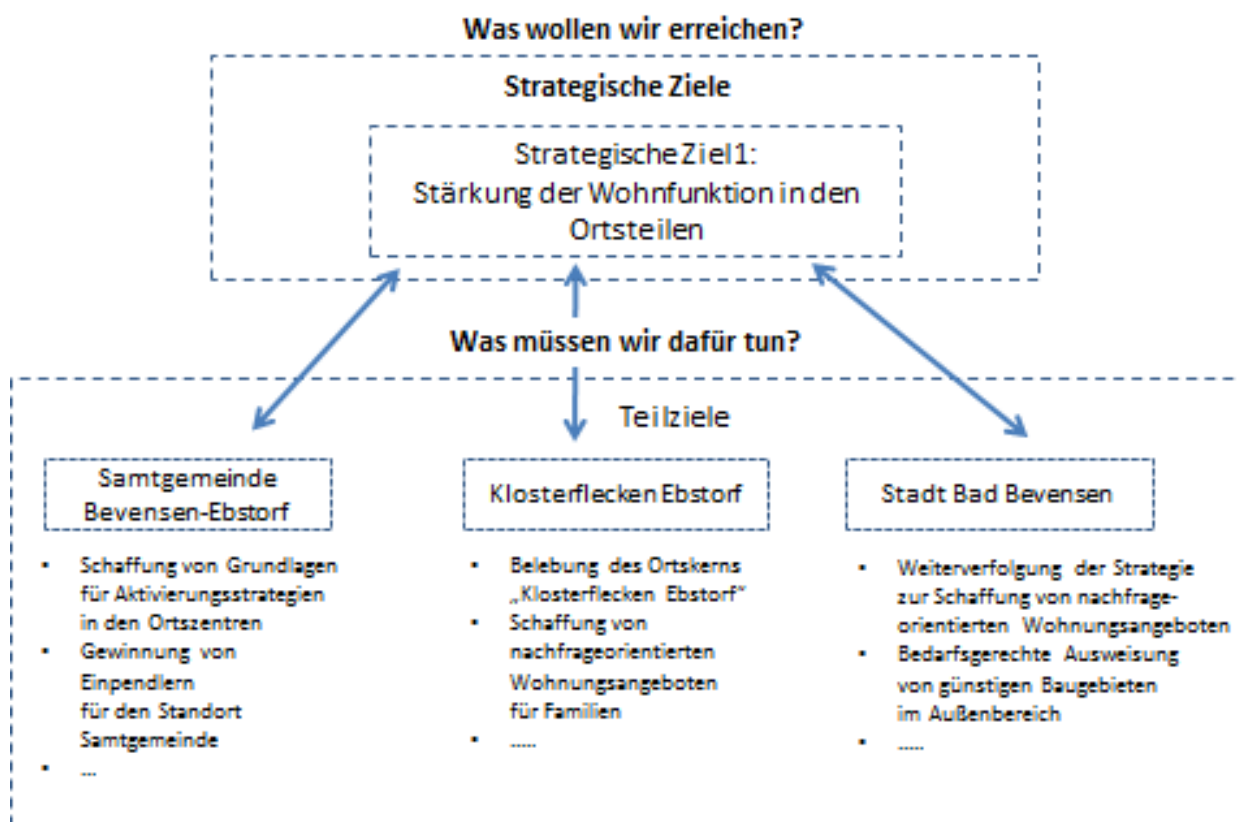 Was wollen wir erreichen?
Strategische Ziele
Strategische Ziel 1:
Stärkung der Wohnfunktion in den
Ortsteilen
Was müssen wir dafür tun?
Teilziele
Samtgemeinde
Bevensen-Ebstorf
▪ Schaffung von Grundlagen
für Aktivierungsstrategien
in den Ortszentren
▪ Gewinnung von
Einpendlern
für den Standort
Samtgemeinde
▪ ...
Klosterflecken Ebstorf
▪ Belebung des Ortskerns
„Klosterflecken Ebstorf“
▪ Schaffung von
nachfrageorientierten
Wohnungsangeboten
für Familien
▪ .....
Stadt Bad Bevensen
▪ Weiterverfolgung der Strategie
zur Schaffung von nachfrage-
orientierten Wohnungsangeboten
▪ Bedarfsgerechte Ausweisung
von günstigen Baugebieten
im Außenbereich
▪ .....